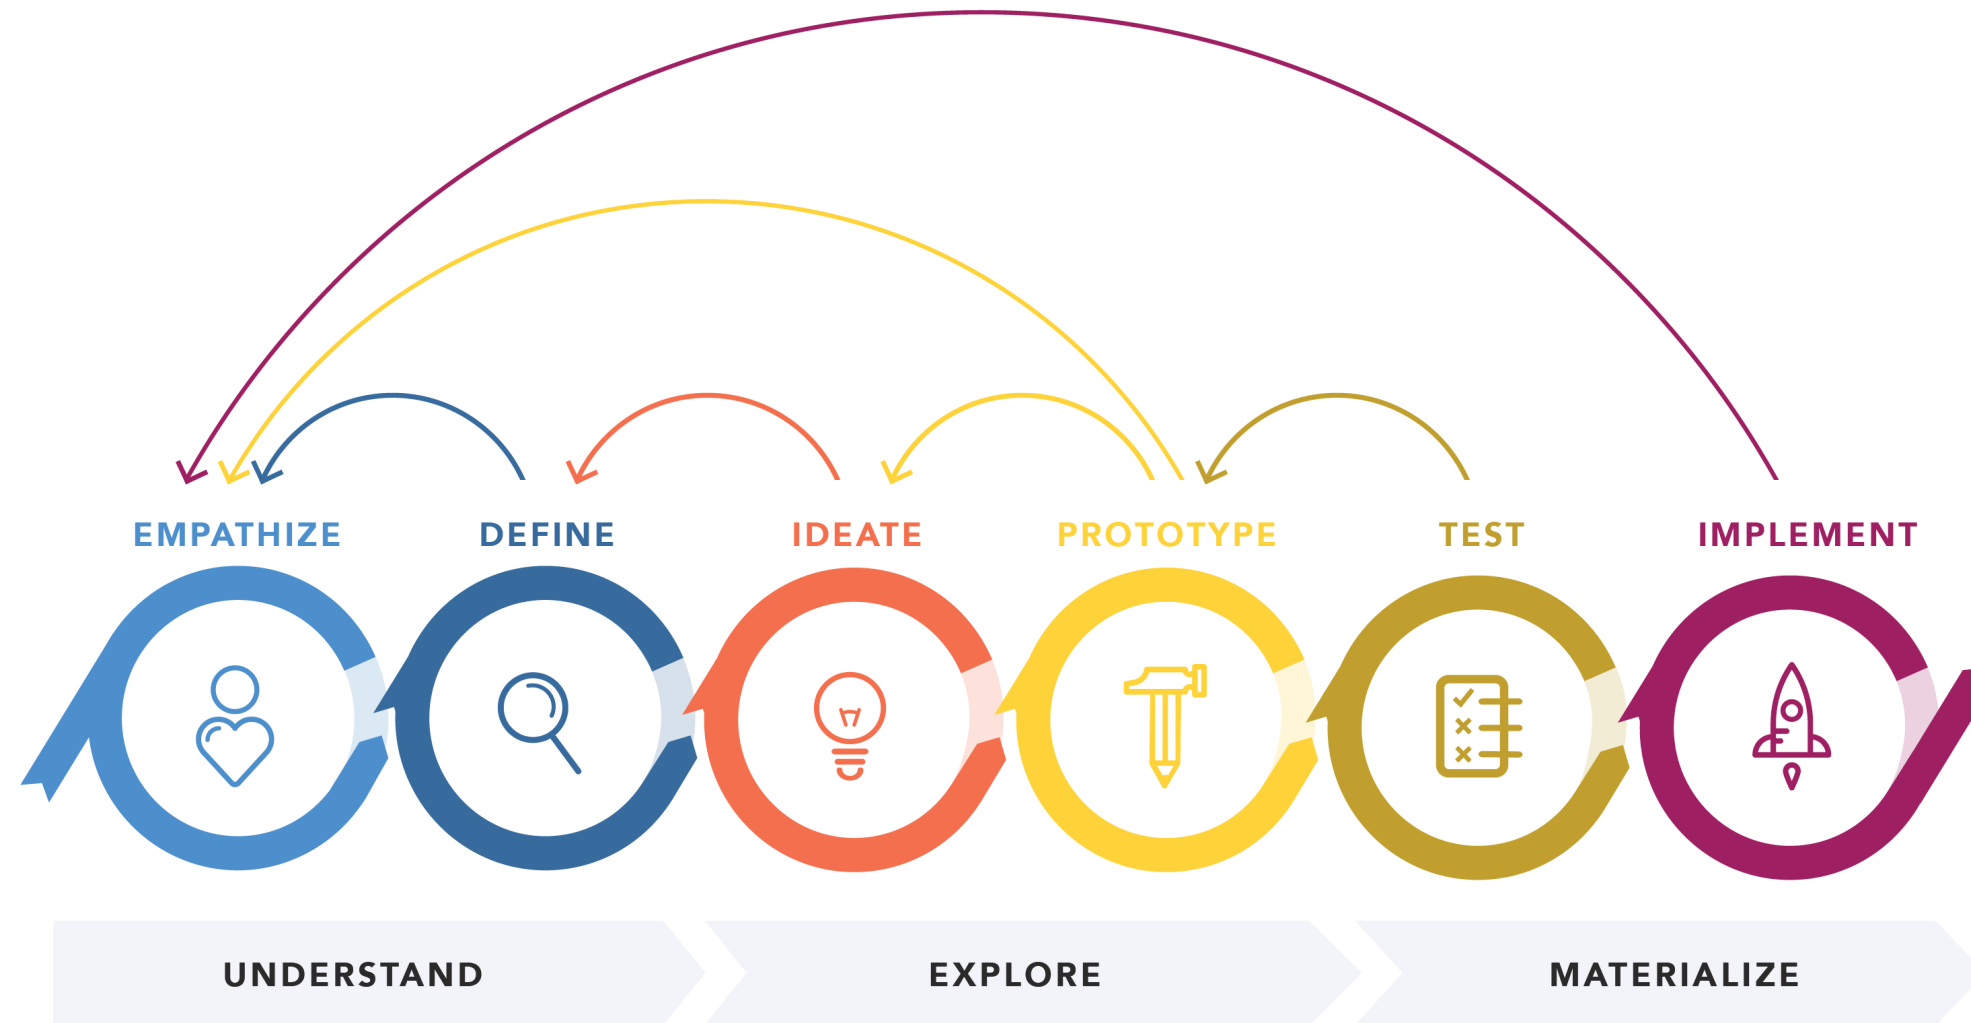 EMPATHIZE
DEFINE
IDEATE
PROTOTYPE
TEST
IMPLEMENT
UNDERSTAND
EXPLORE
MATERIALIZE